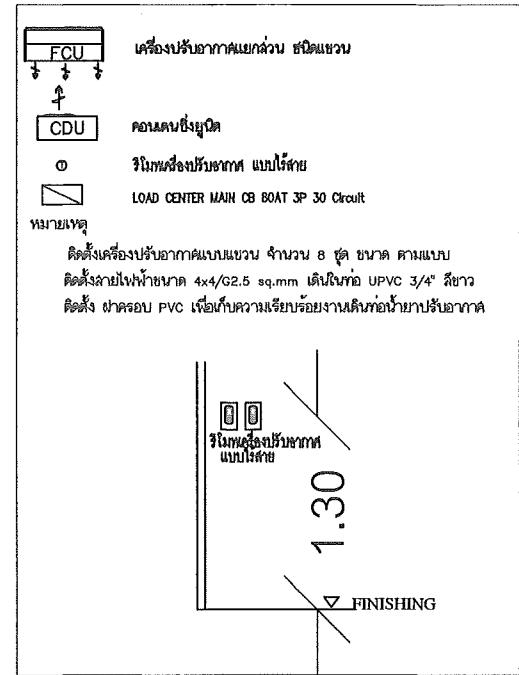 FCU
เครื่องปรับอากาศแยกส่วน ชนิดแขวน
CDU
คอนเดนซิ่งยูนิต
รีโมทเครื่องปรับอากาศ แบบไร้สาย
LOAD CENTER MAIN CB 80AT 3P 30 Circuit
หมายเหตุ
ติดตั้งเครื่องปรับอากาศแบบแขวน จำนวน 8 ชุด ขนาด ตามแบบ
ติดตั้งสายไฟฟ้าขนาด 4x4/G2.5 sq.mm เดินในท่อ UPVC 3/4" สีขาว
ติดตั้ง ฝาครอบ PVC เพื่อเก็บความเรียบร้อยงานเดินท่อน้ำยาปรับอากาศ
รีโมทเครื่องปรับอากาศ
แบบไร้สาย
1.30
FINISHING